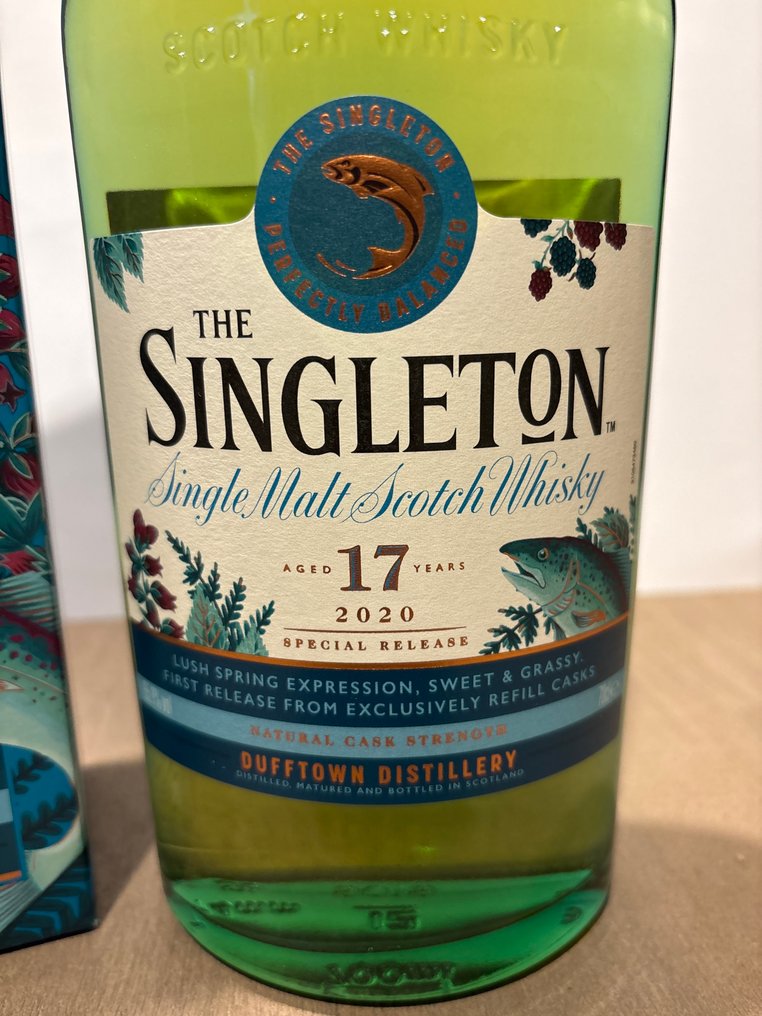 SCOTCH WHISKY
THE SINGLETON
PERFECTLY BALANCED
THE
SINGLETON™
Single Malt Scotch Whisky
AGED 17 YEARS
2020
SPECIAL RELEASE
LUSH SPRING EXPRESSION, SWEET & GRASSY.
FIRST RELEASE FROM EXCLUSIVELY REFILL CASKS
NATURAL CASK STRENGTH
DUFFTOWN DISTILLERY
DISTILLED, MATURED AND BOTTLED IN SCOTLAND
15